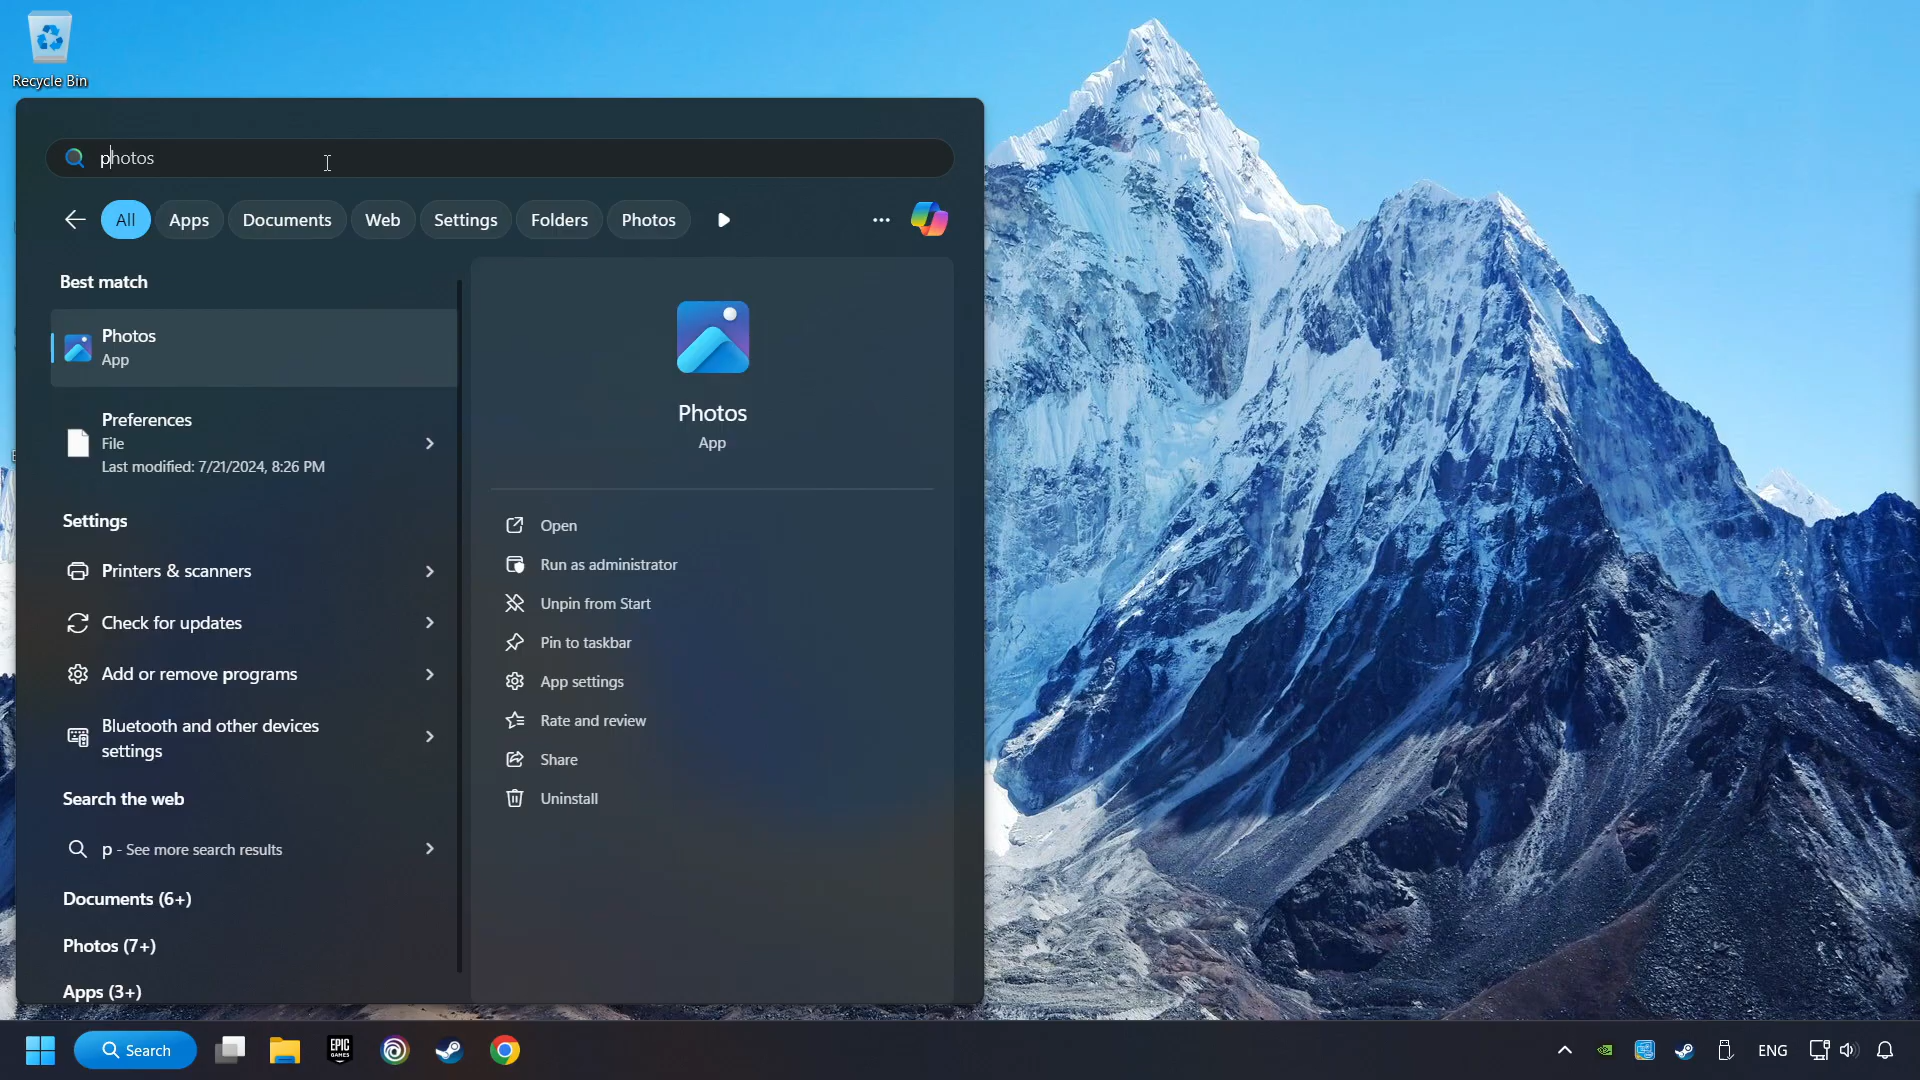 Recycle Bin
photos
All
Apps
Documents
Web
Settings
Folders
Photos
Best match
Photos
App
Preferences
File
Last modified: 7/21/2024, 8:26 PM
Settings
Printers & scanners
Check for updates
Add or remove programs
Bluetooth and other devices
settings
Search the web
p - See more search results
Documents (6+)
Photos (7+)
Apps (3+)
Photos
App
Open
Run as administrator
Unpin from Start
Pin to taskbar
App settings
Rate and review
Share
Uninstall
Search
EPIC
GAMES
ENG